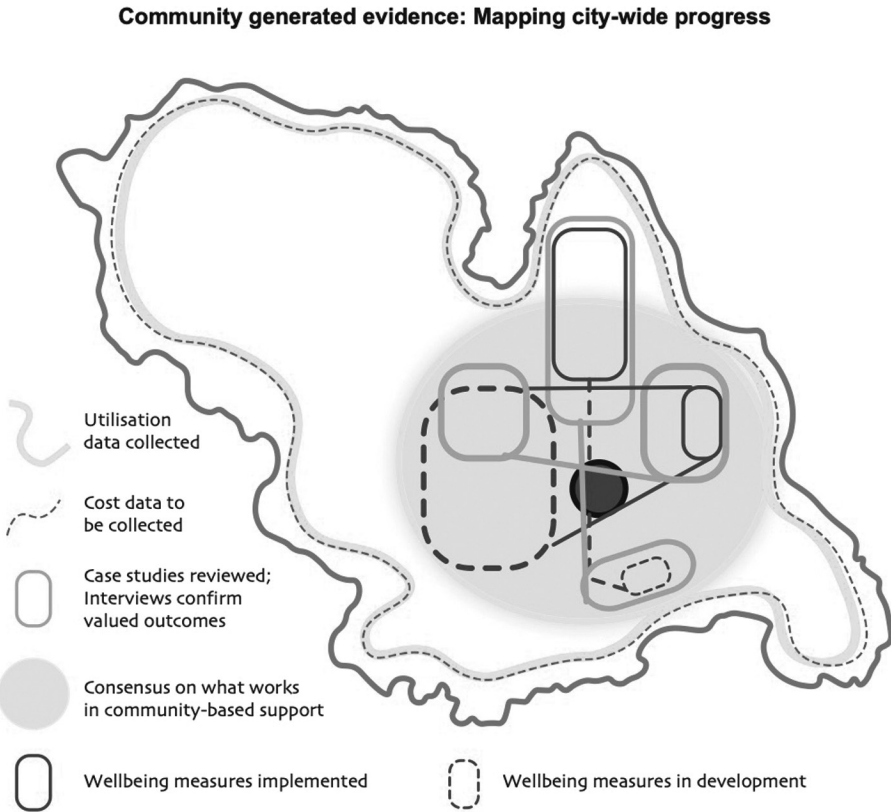 Community generated evidence: Mapping city-wide progress
Utilisation
data collected
Cost data to
be collected
Case studies reviewed;
Interviews confirm
valued outcomes
Consensus on what works
in community-based support
Wellbeing measures implemented
Wellbeing measures in development